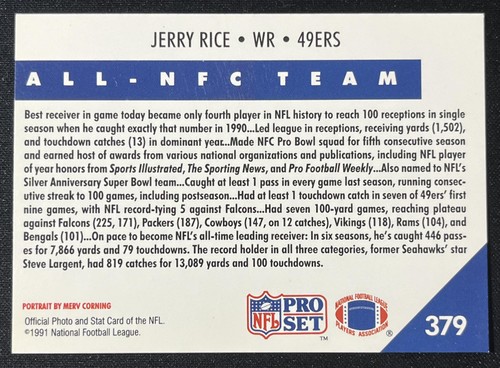 JERRY RICE • WR • 49ERS
ALL-NFC TEAM
Best receiver in game today became only fourth player in NFL history to reach 100 receptions in single
season when he caught exactly that number in 1990...Led league in receptions, receiving yards (1,502),
and touchdown catches (13) in dominant year...Made NFC Pro Bowl squad for fifth consecutive season
and earned host of awards from various national organizations and publications, including NFL player
of year honors from Sports Illustrated, The Sporting News, and Pro Football Weekly...Also named to NFL's
Silver Anniversary Super Bowl team...Caught at least 1 pass in every game last season, running consec-
utive streak to 100 games, including postseason...Had at least 1 touchdown catch in seven of 49ers' first
nine games, with NFL record-tying 5 against Falcons...Had seven 100-yard games, reaching plateau
against Falcons (225, 171), Packers (187), Cowboys (147, on 12 catches), Vikings (118), Rams (104), and
Bengals (101)...On pace to become NFL's all-time leading receiver: In six seasons, he's caught 446 pass-
es for 7,866 yards and 79 touchdowns. The record holder in all three categories, former Seahawks' star
Steve Largent, had 819 catches for 13,089 yards and 100 touchdowns.
PORTRAIT BY MERV CORNING
Official Photo and Stat Card of the NFL.
©1991 National Football League.
NFL
PRO
SET
TM
NATIONAL FOOTBALL LEAGUE
PLAYERS ASSOCIATION
®
379